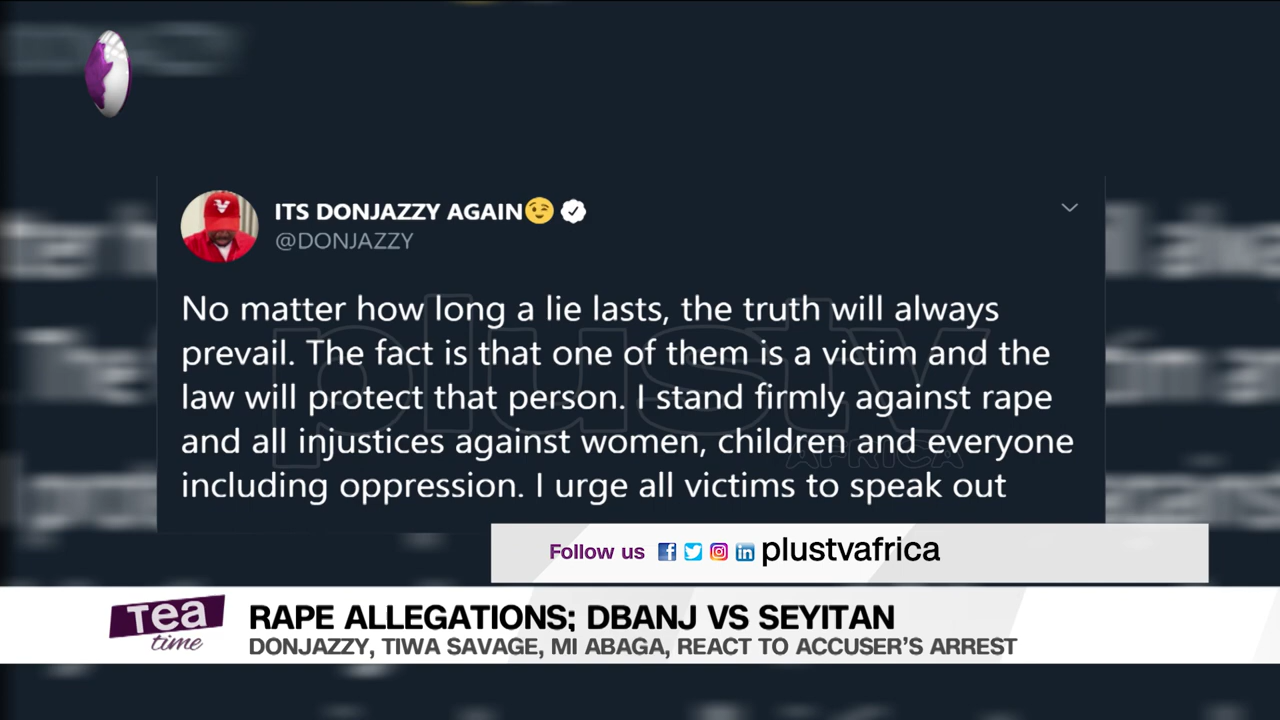 ITS DONJAZZY AGAIN😉
@DONJAZZY
No matter how long a lie lasts, the truth will always
prevail. The fact is that one of them is a victim and the
law will protect that person. I stand firmly against rape
and all injustices against women, children and everyone
including oppression. I urge all victims to speak out
plustv
AFRICA
Follow us plustvafrica
Tea
time
RAPE ALLEGATIONS; DBANJ VS SEYITAN
DONJAZZY, TIWA SAVAGE, MI ABAGA, REACT TO ACCUSER'S ARREST